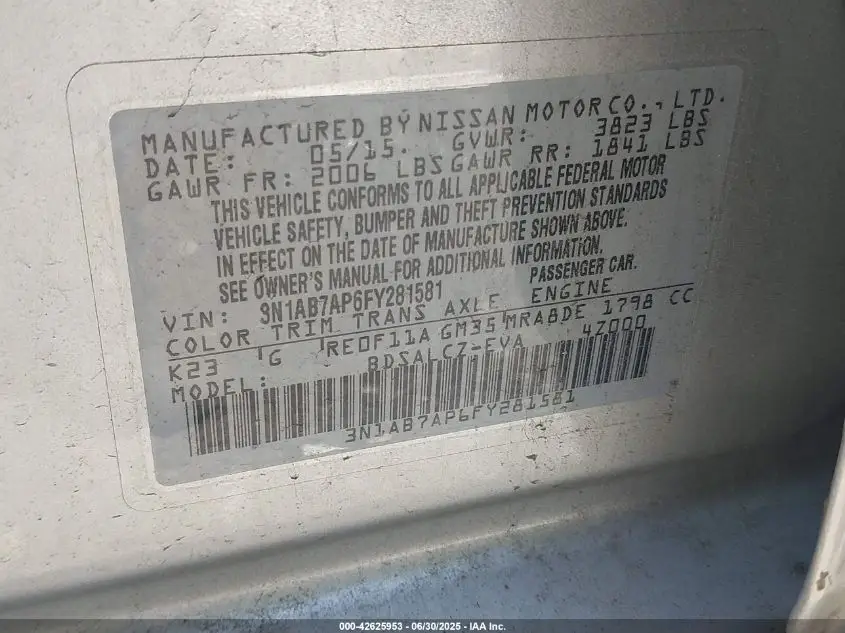 MANUFACTURED BY NISSAN MOTOR CO., LTD.
DATE: 05/15. GVWR: 3823 LBS
GAWR FR: 2006 LBS GAWR RR: 1841 LBS
THIS VEHICLE CONFORMS TO ALL APPLICABLE FEDERAL MOTOR
VEHICLE SAFETY, BUMPER AND THEFT PREVENTION STANDARDS
IN EFFECT ON THE DATE OF MANUFACTURE SHOWN ABOVE.
SEE OWNER'S MANUAL FOR ADDITIONAL INFORMATION.
VIN: 3N1AB7AP6FY281581 PASSENGER CAR.
COLOR TRIM TRANS AXLE ENGINE
K23 G RE0F11A GM35 MRA8DE 1798 CC
MODEL: BDSALCZ-EVA 4Z000
3N1AB7AP6FY281581
000-42625953 - 06/30/2025 - IAA Inc.